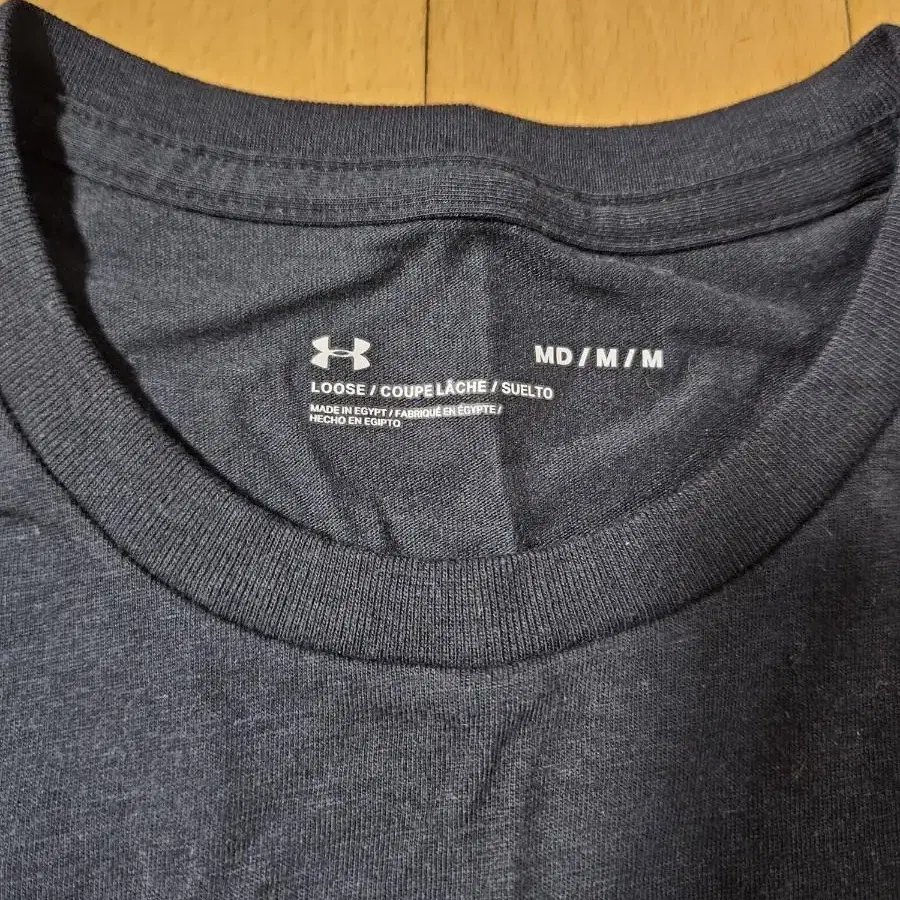 MD / M / M
LOOSE / COUPE LÂCHE / SUELTO
MADE IN EGYPT / FABRIQUÉ EN ÉGYPTE /
HECHO EN EGIPTO